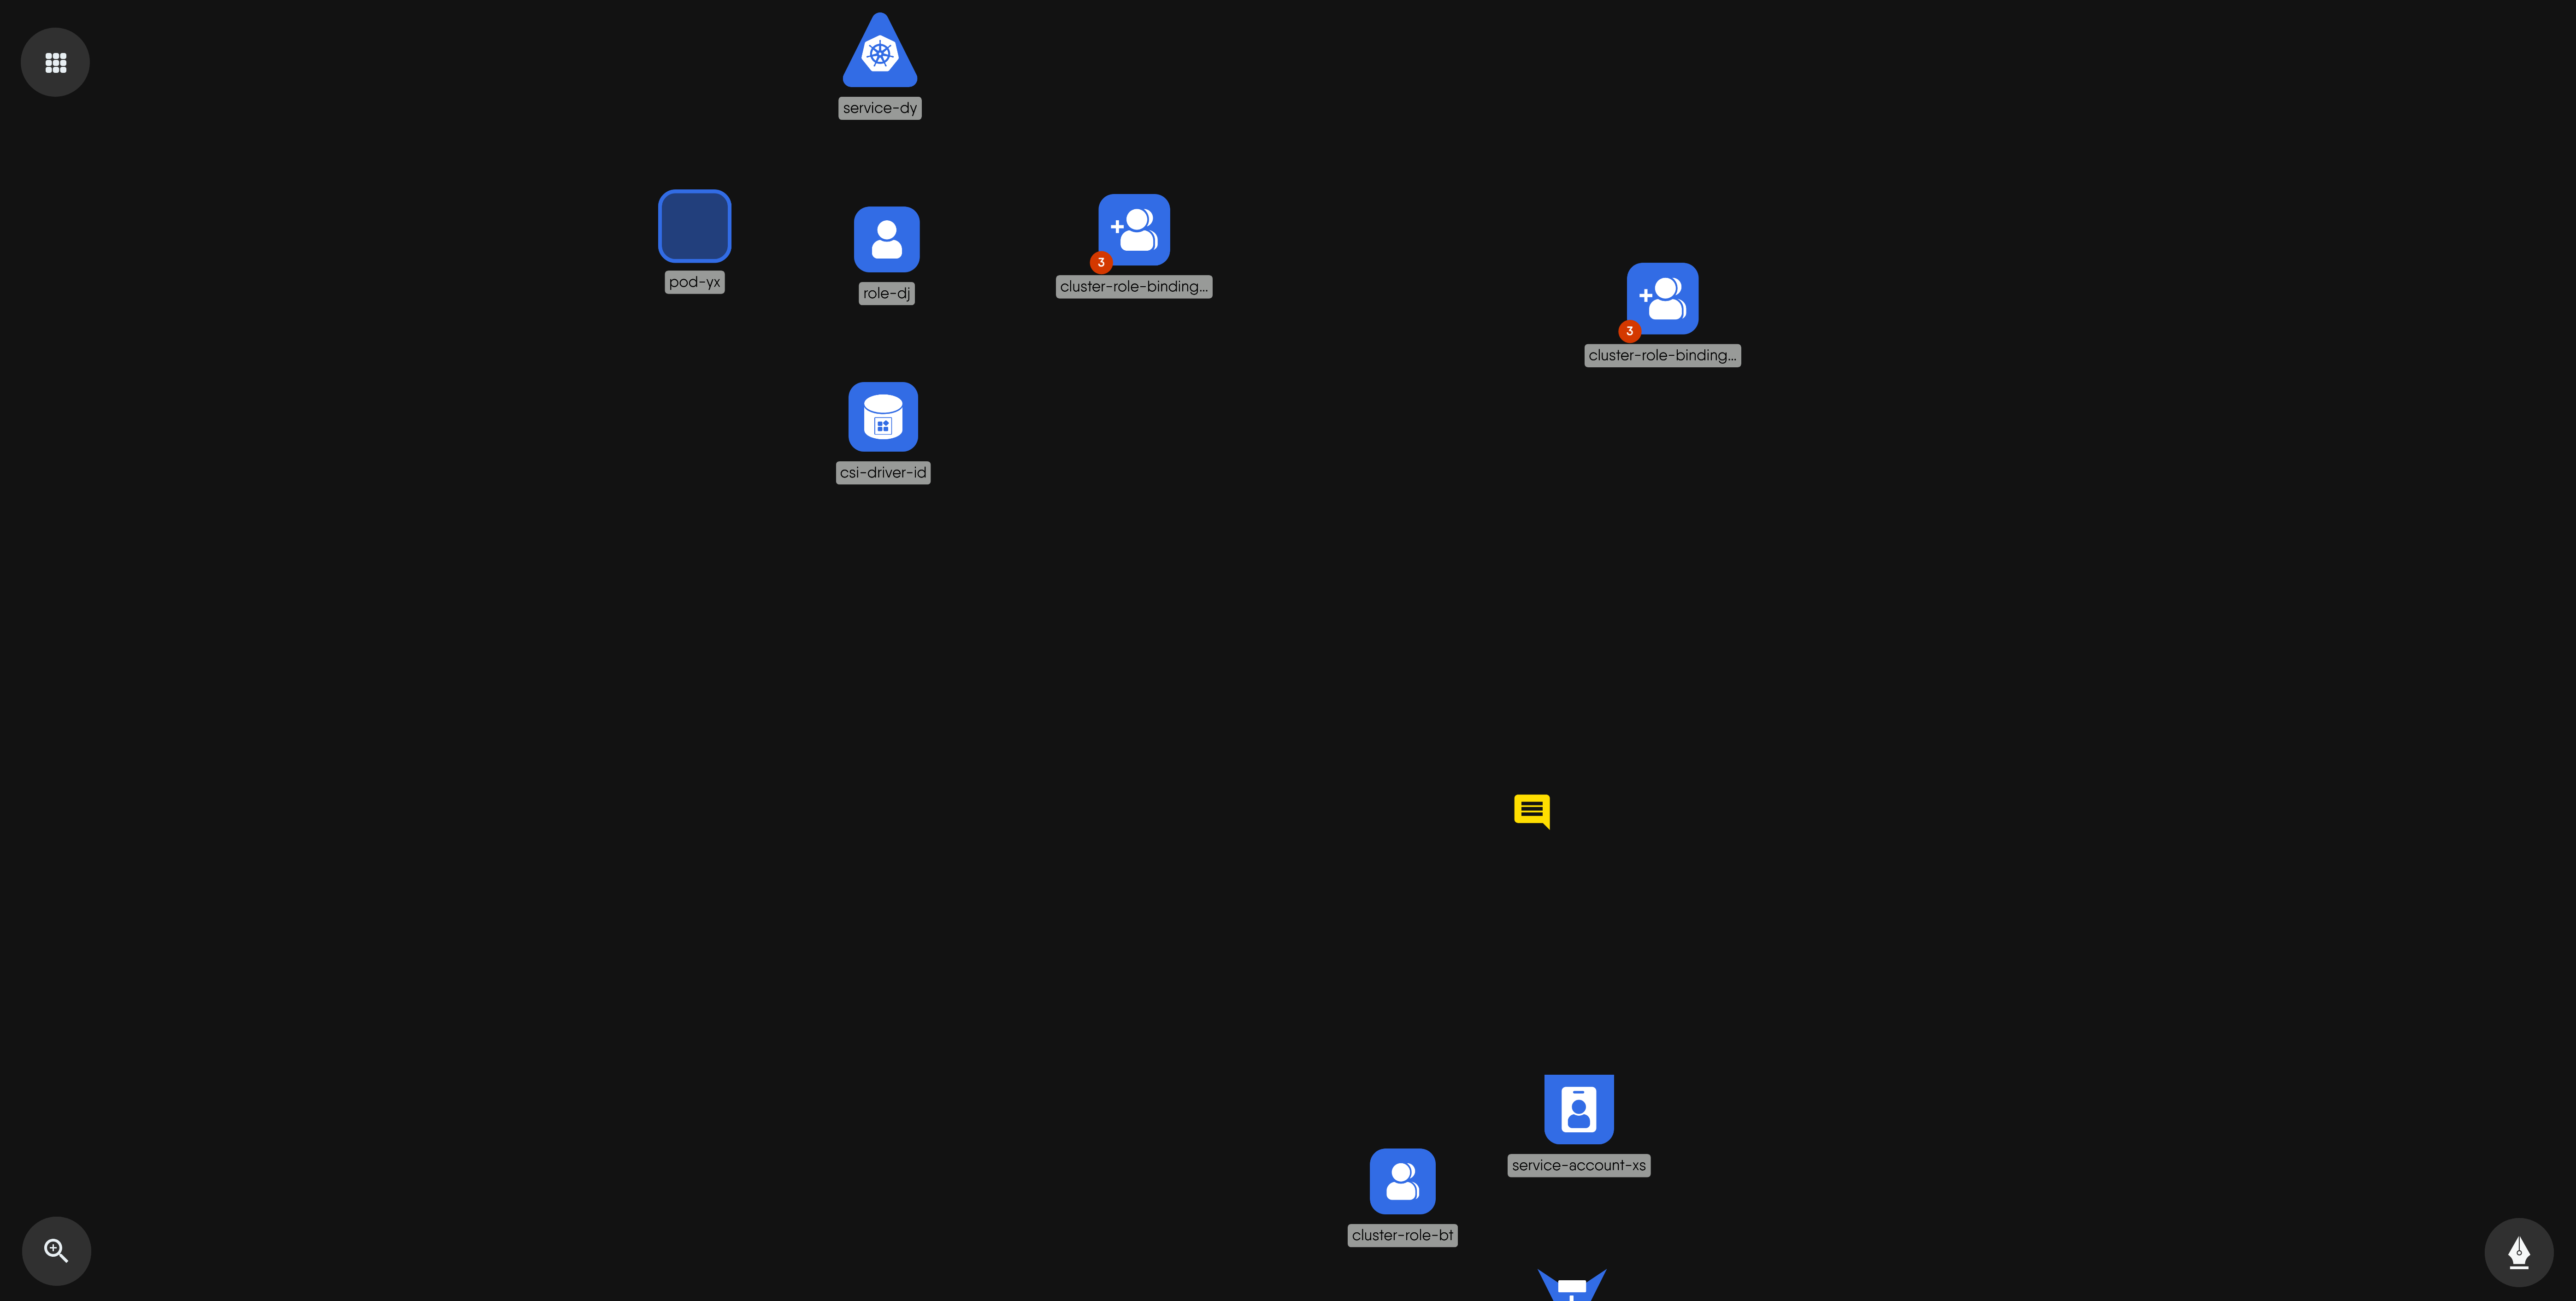 service-dy
pod-yx
role-dj
3
cluster-role-binding...
3
cluster-role-binding...
csi-driver-id
service-account-xs
cluster-role-bt